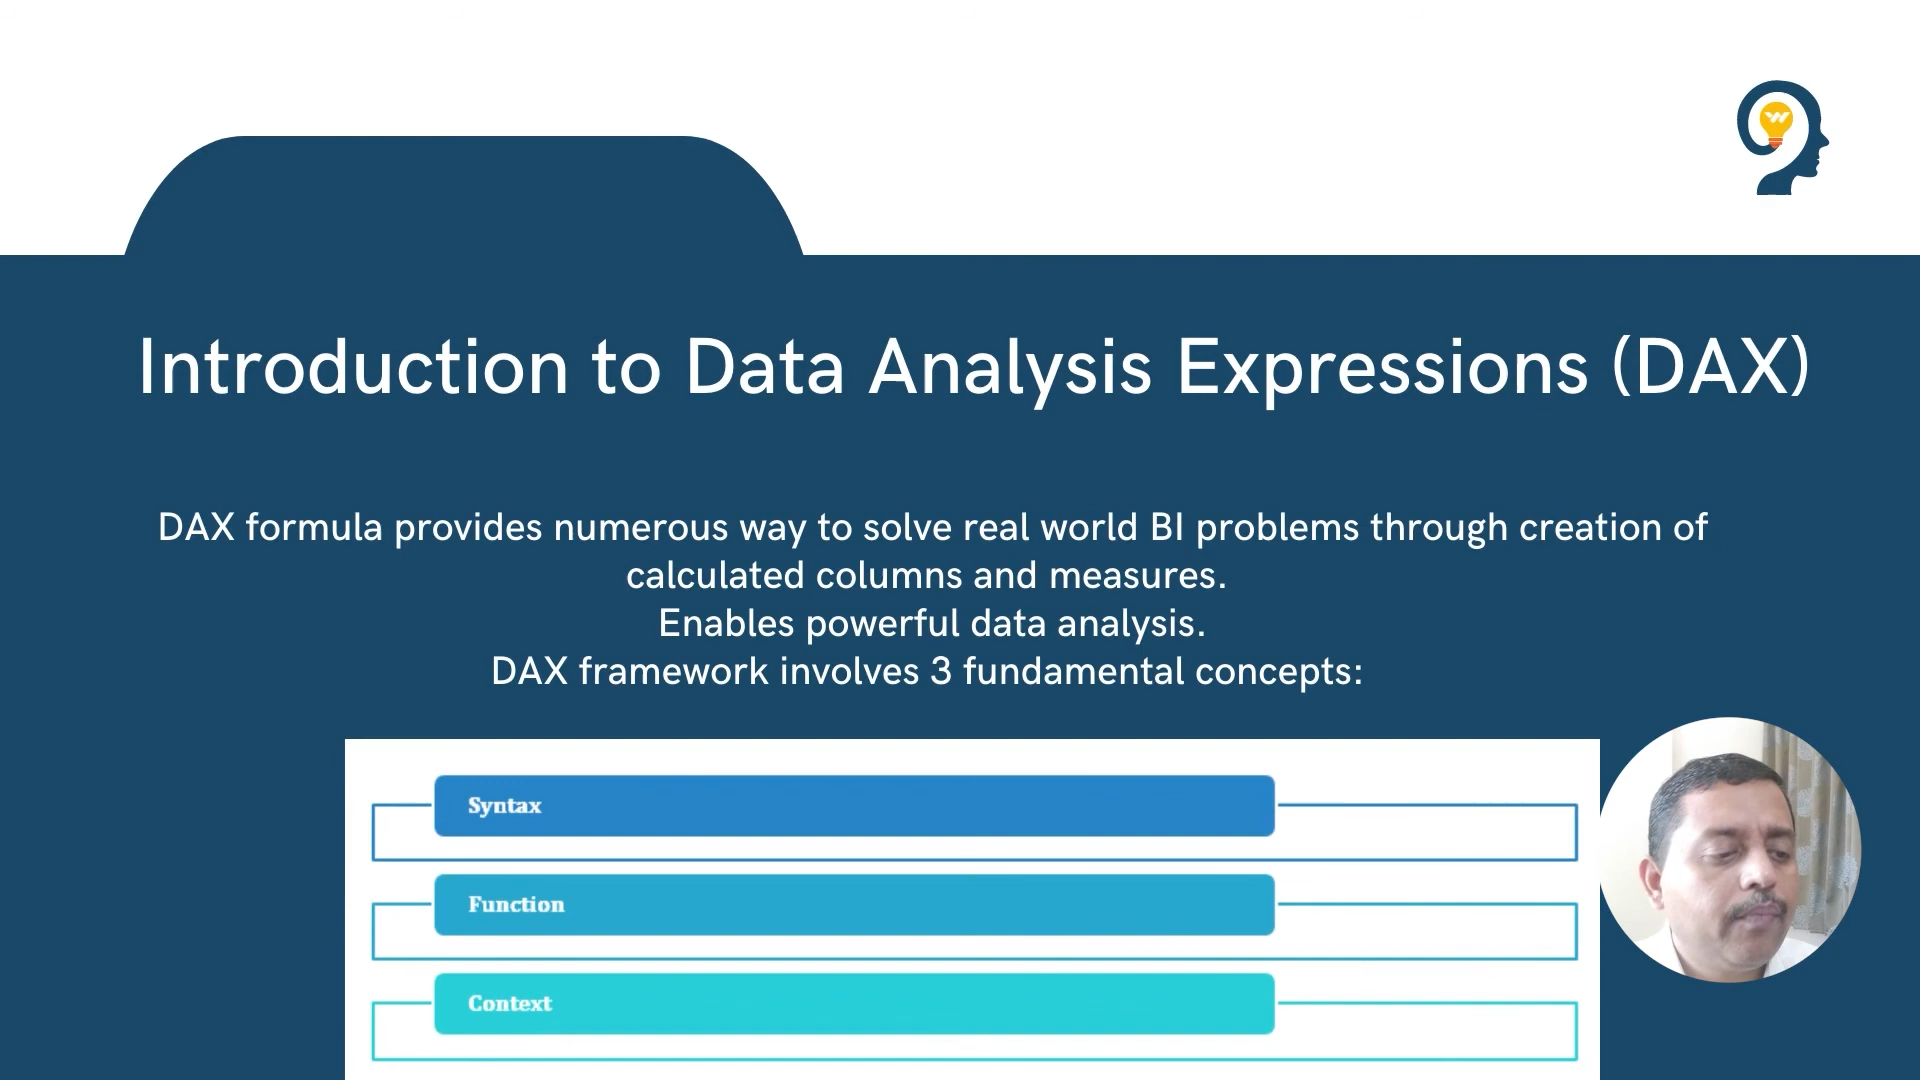 Introduction to Data Analysis Expressions (DAX)
DAX formula provides numerous way to solve real world BI problems through creation of
calculated columns and measures.
Enables powerful data analysis.
DAX framework involves 3 fundamental concepts:
Syntax
Function
Context